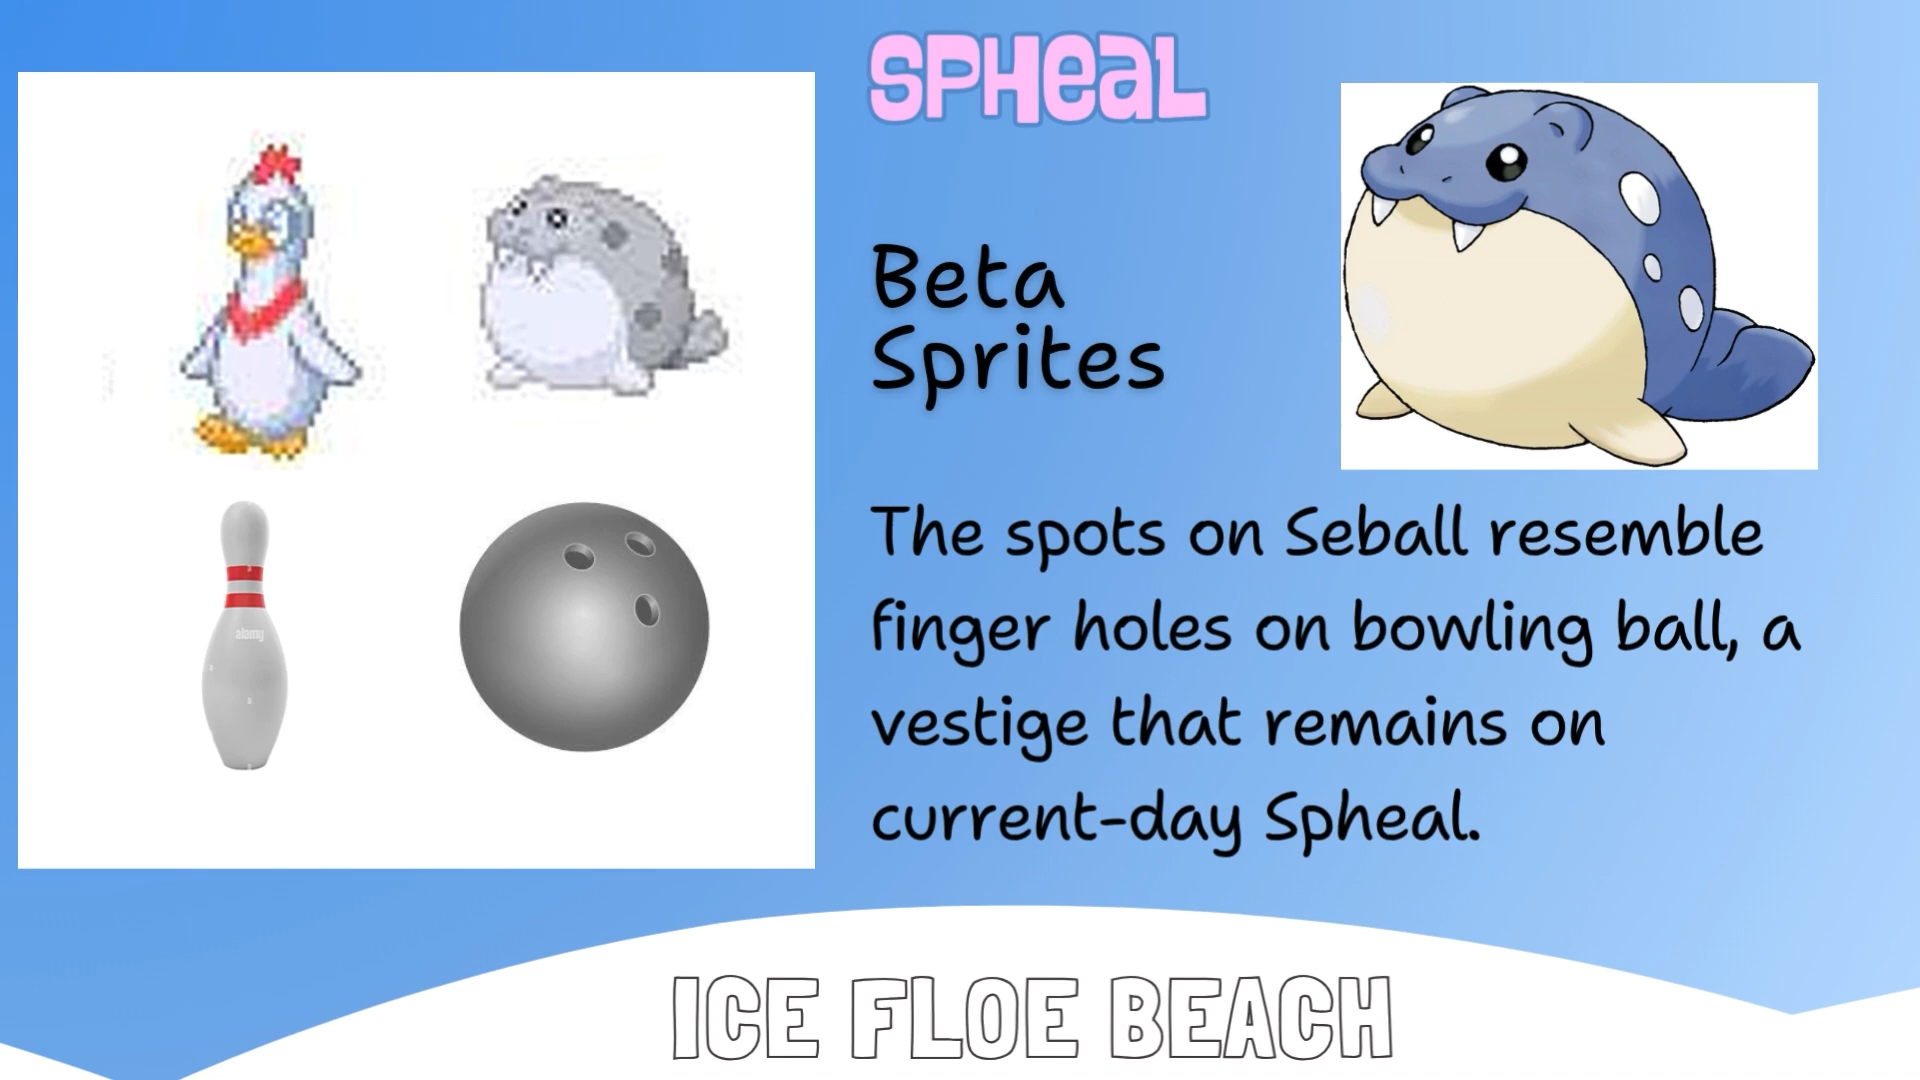 SPHeaL
Beta
Sprites
The spots on Seball resemble
finger holes on bowling ball, a
vestige that remains on
current-day Spheal.
alamy
ICE FLOE BEACH